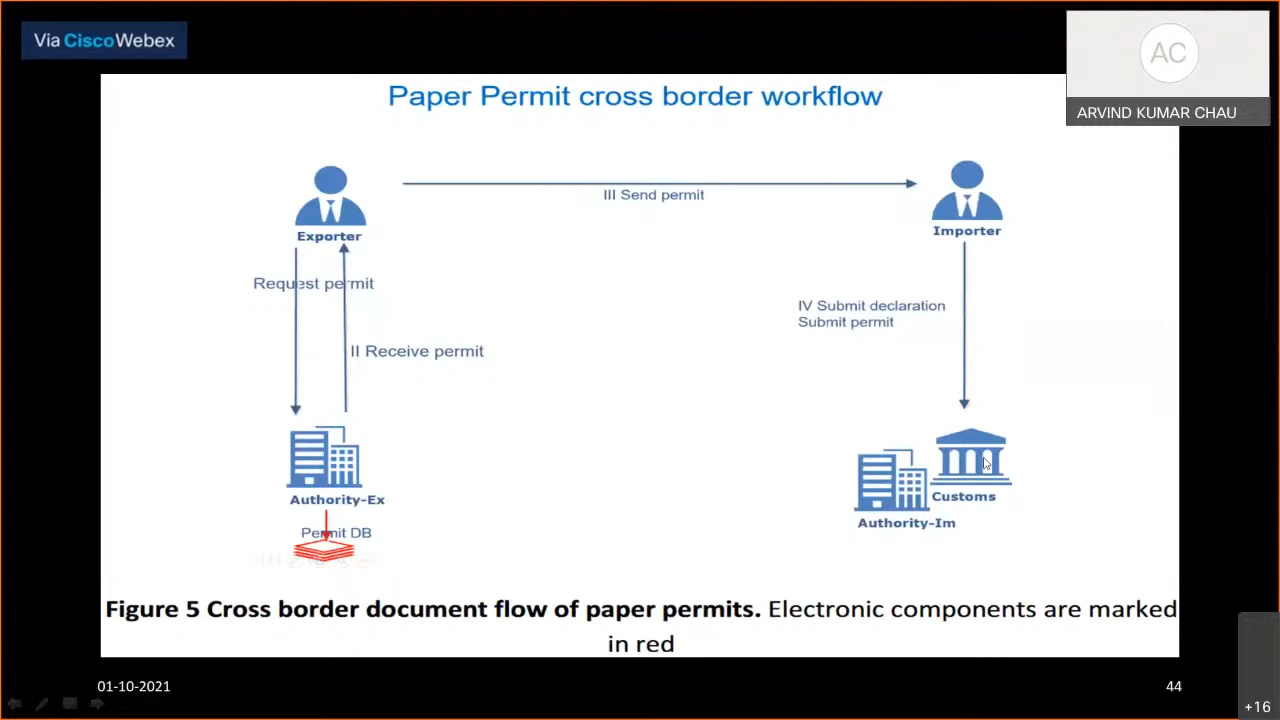 Via CiscoWebex
AC
ARVIND KUMAR CHAU
Paper Permit cross border workflow
III Send permit
Exporter
Importer
Request permit
IV Submit declaration
Submit permit
II Receive permit
Authority-Ex
Customs
Authority-Im
Permit DB
Figure 5 Cross border document flow of paper permits. Electronic components are marked
in red
01-10-2021
44
+16